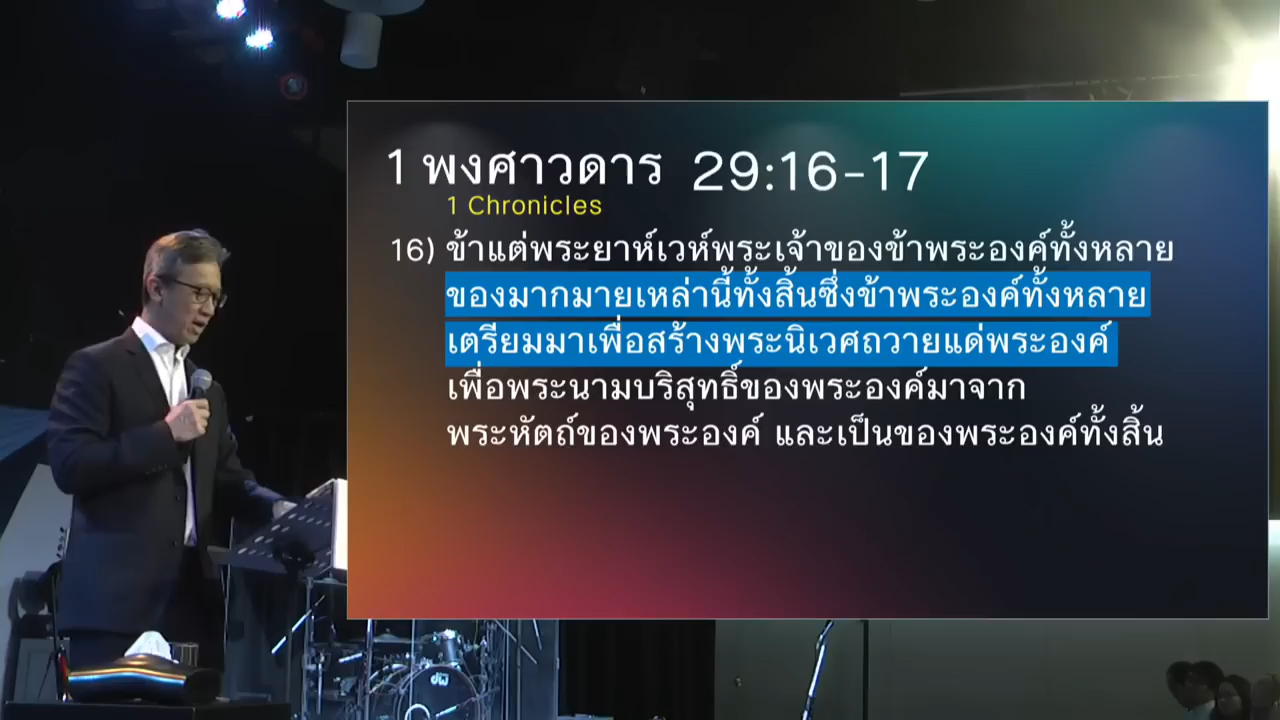 1 พงศาวดาร 29:16-17
1 Chronicles
16) ข้าแต่พระยาห์เวห์พระเจ้าของข้าพระองค์ทั้งหลาย
ของมากมายเหล่านี้ทั้งสิ้นซึ่งข้าพระองค์ทั้งหลาย
เตรียมมาเพื่อสร้างพระนิเวศถวายแด่พระองค์
เพื่อพระนามบริสุทธิ์ของพระองค์มาจาก
พระหัตถ์ของพระองค์ และเป็นของพระองค์ทั้งสิ้น
dw